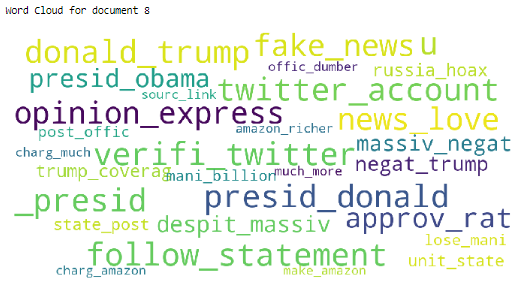 Word Cloud for document 8
donald_trump fake_news u
presid_obama offic_dumber russia_hoax
sourc_link twitter_account
opinion_express news_love
post_offic amazon_richer massiv_negat
charg_much verifi_twitter negat_trump
trump_coverag mani_billion much_more
_presid presid_donald
state_post despit_massiv approv_rat
follow_statement lose_mani
unit_state
charg_amazon make_amazon